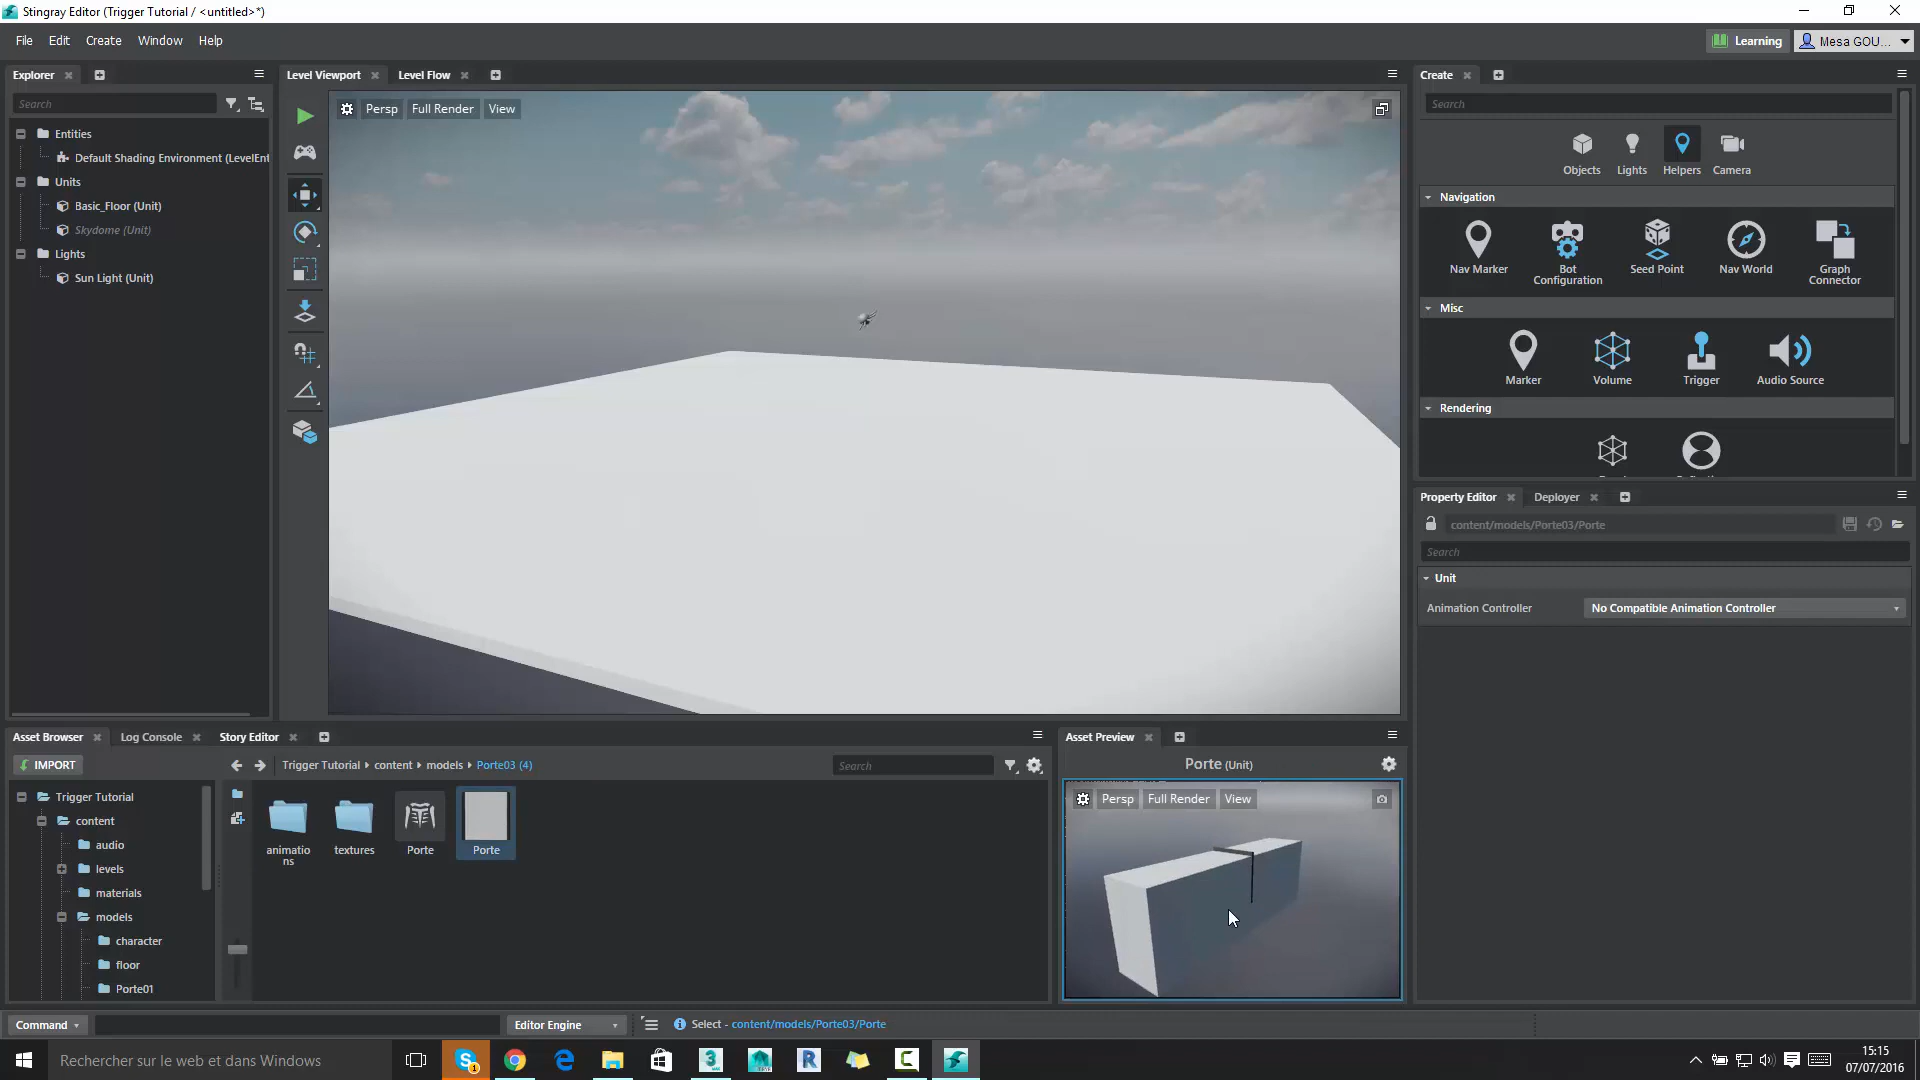 Stingray Editor (Trigger Tutorial / <untitled>*)
File Edit Create Window Help
Learning
Mesa GOU...
Explorer
Level Viewport
Level Flow
Create
Search
Persp
Full Render
View
Search
Entities
Default Shading Environment (LevelEnt
Units
Basic_Floor (Unit)
Skydome (Unit)
Lights
Sun Light (Unit)
Objects
Lights
Helpers
Camera
Navigation
Nav Marker
Bot Configuration
Seed Point
Nav World
Graph Connector
Misc
Marker
Volume
Trigger
Audio Source
Rendering
Property Editor
Deployer
content/models/Porte03/Porte
Search
Unit
Animation Controller
No Compatible Animation Controller
Asset Browser
Log Console
Story Editor
IMPORT
Trigger Tutorial
content
models
Porte03 (4)
Search
Trigger Tutorial
content
audio
levels
materials
models
character
floor
Porte01
animatio
ns
textures
Porte
Porte
Asset Preview
Porte (Unit)
Persp
Full Render
View
Command
Editor Engine
Select - content/models/Porte03/Porte
Rechercher sur le web et dans Windows
15:15
07/07/2016